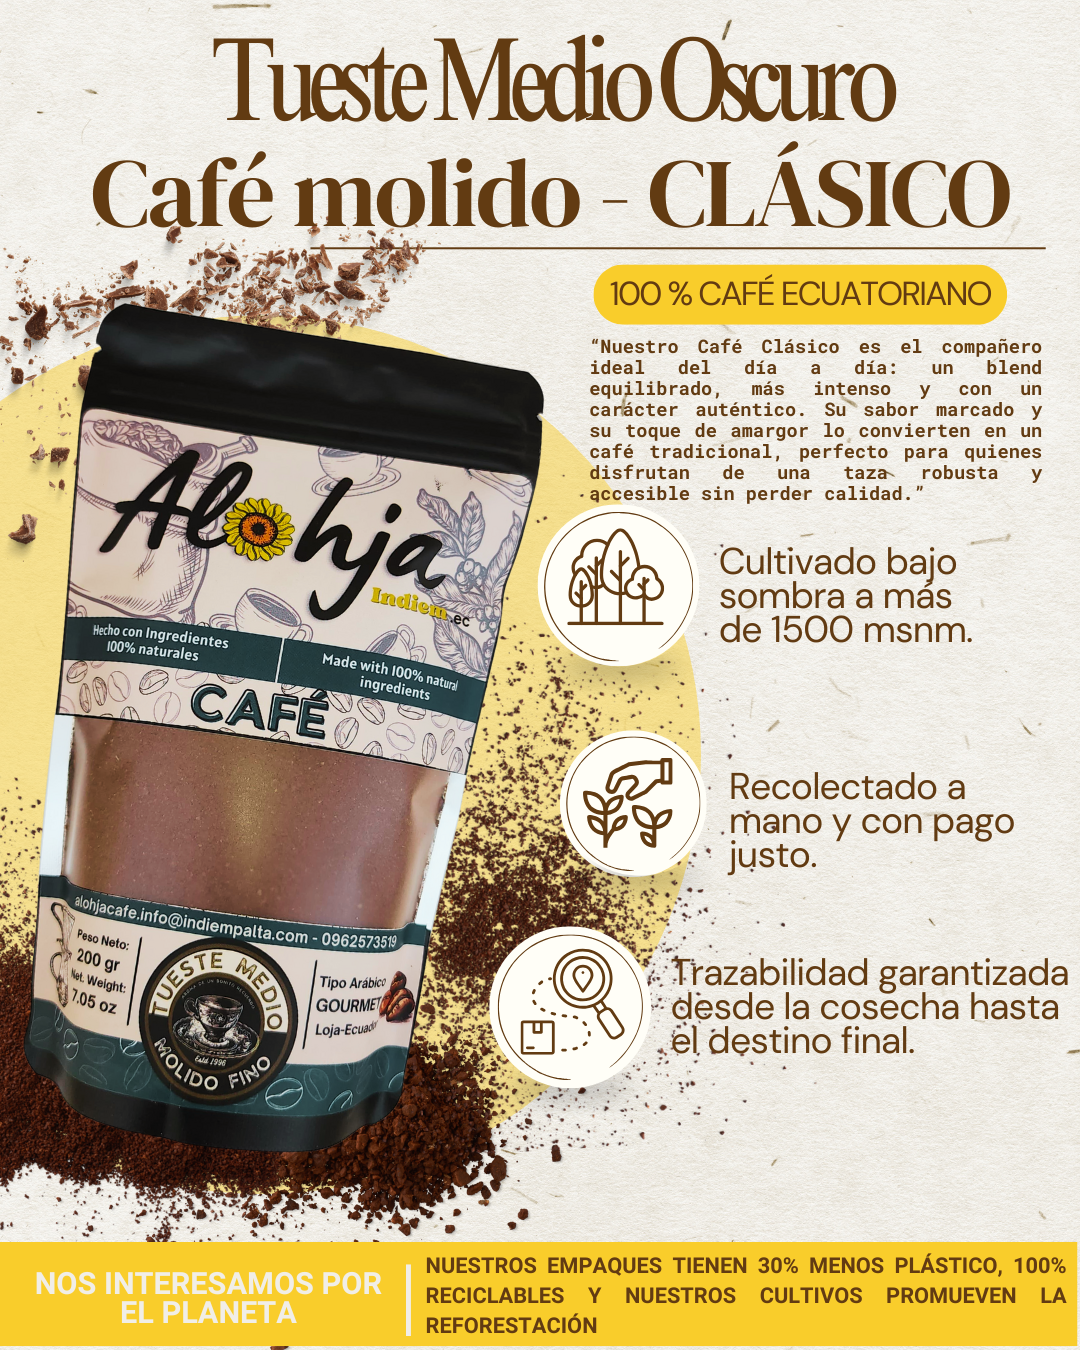 Tueste Medio Oscuro
Café molido - CLÁSICO
100 % CAFÉ ECUATORIANO
“Nuestro Café Clásico es el compañero
ideal del día a día: un blend
equilibrado, más intenso y con un
carácter auténtico. Su sabor marcado y
su toque de amargor lo convierten en un
café tradicional, perfecto para quienes
disfrutan de una taza robusta y
accesible sin perder calidad.”
Alohja
Indiem.ec
Hecho con Ingredientes
100% naturales
Made with 100% natural
ingredients
CAFÉ
alohjacafe.info@indiempalta.com - 0962573519
Peso Neto:
200 gr
Net. Weight:
7.05 oz
TUESTE MEDIO
Estd 1996
MOLIDO FINO
Tipo Arábico
GOURMET
Loja-Ecuador
Cultivado bajo
sombra a más
de 1500 msnm.
Recolectado a
mano y con pago
justo.
Trazabilidad garantizada
desde la cosecha hasta
el destino final.
NOS INTERESAMOS POR
EL PLANETA
NUESTROS EMPAQUES TIENEN 30% MENOS PLÁSTICO, 100%
RECICLABLES Y NUESTROS CULTIVOS PROMUEVEN LA
REFORESTACIÓN